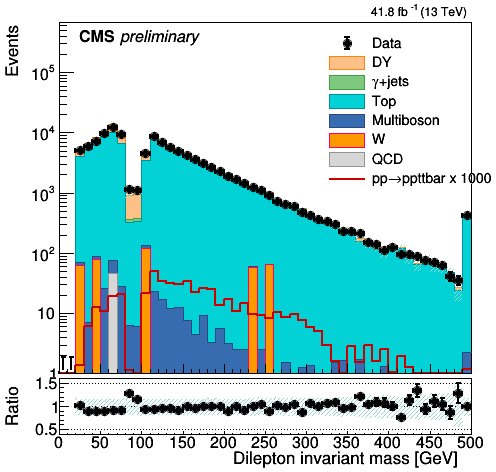 41.8 fb⁻¹ (13 TeV)
CMS preliminary
Events
Data
DY
γ+jets
Top
Multiboson
W
QCD
pp→ppttbar x 1000
10⁵
10⁴
10³
10²
10
1
Ratio
1.5
1
0.5
0 50 100 150 200 250 300 350 400 450 500
Dilepton invariant mass [GeV]